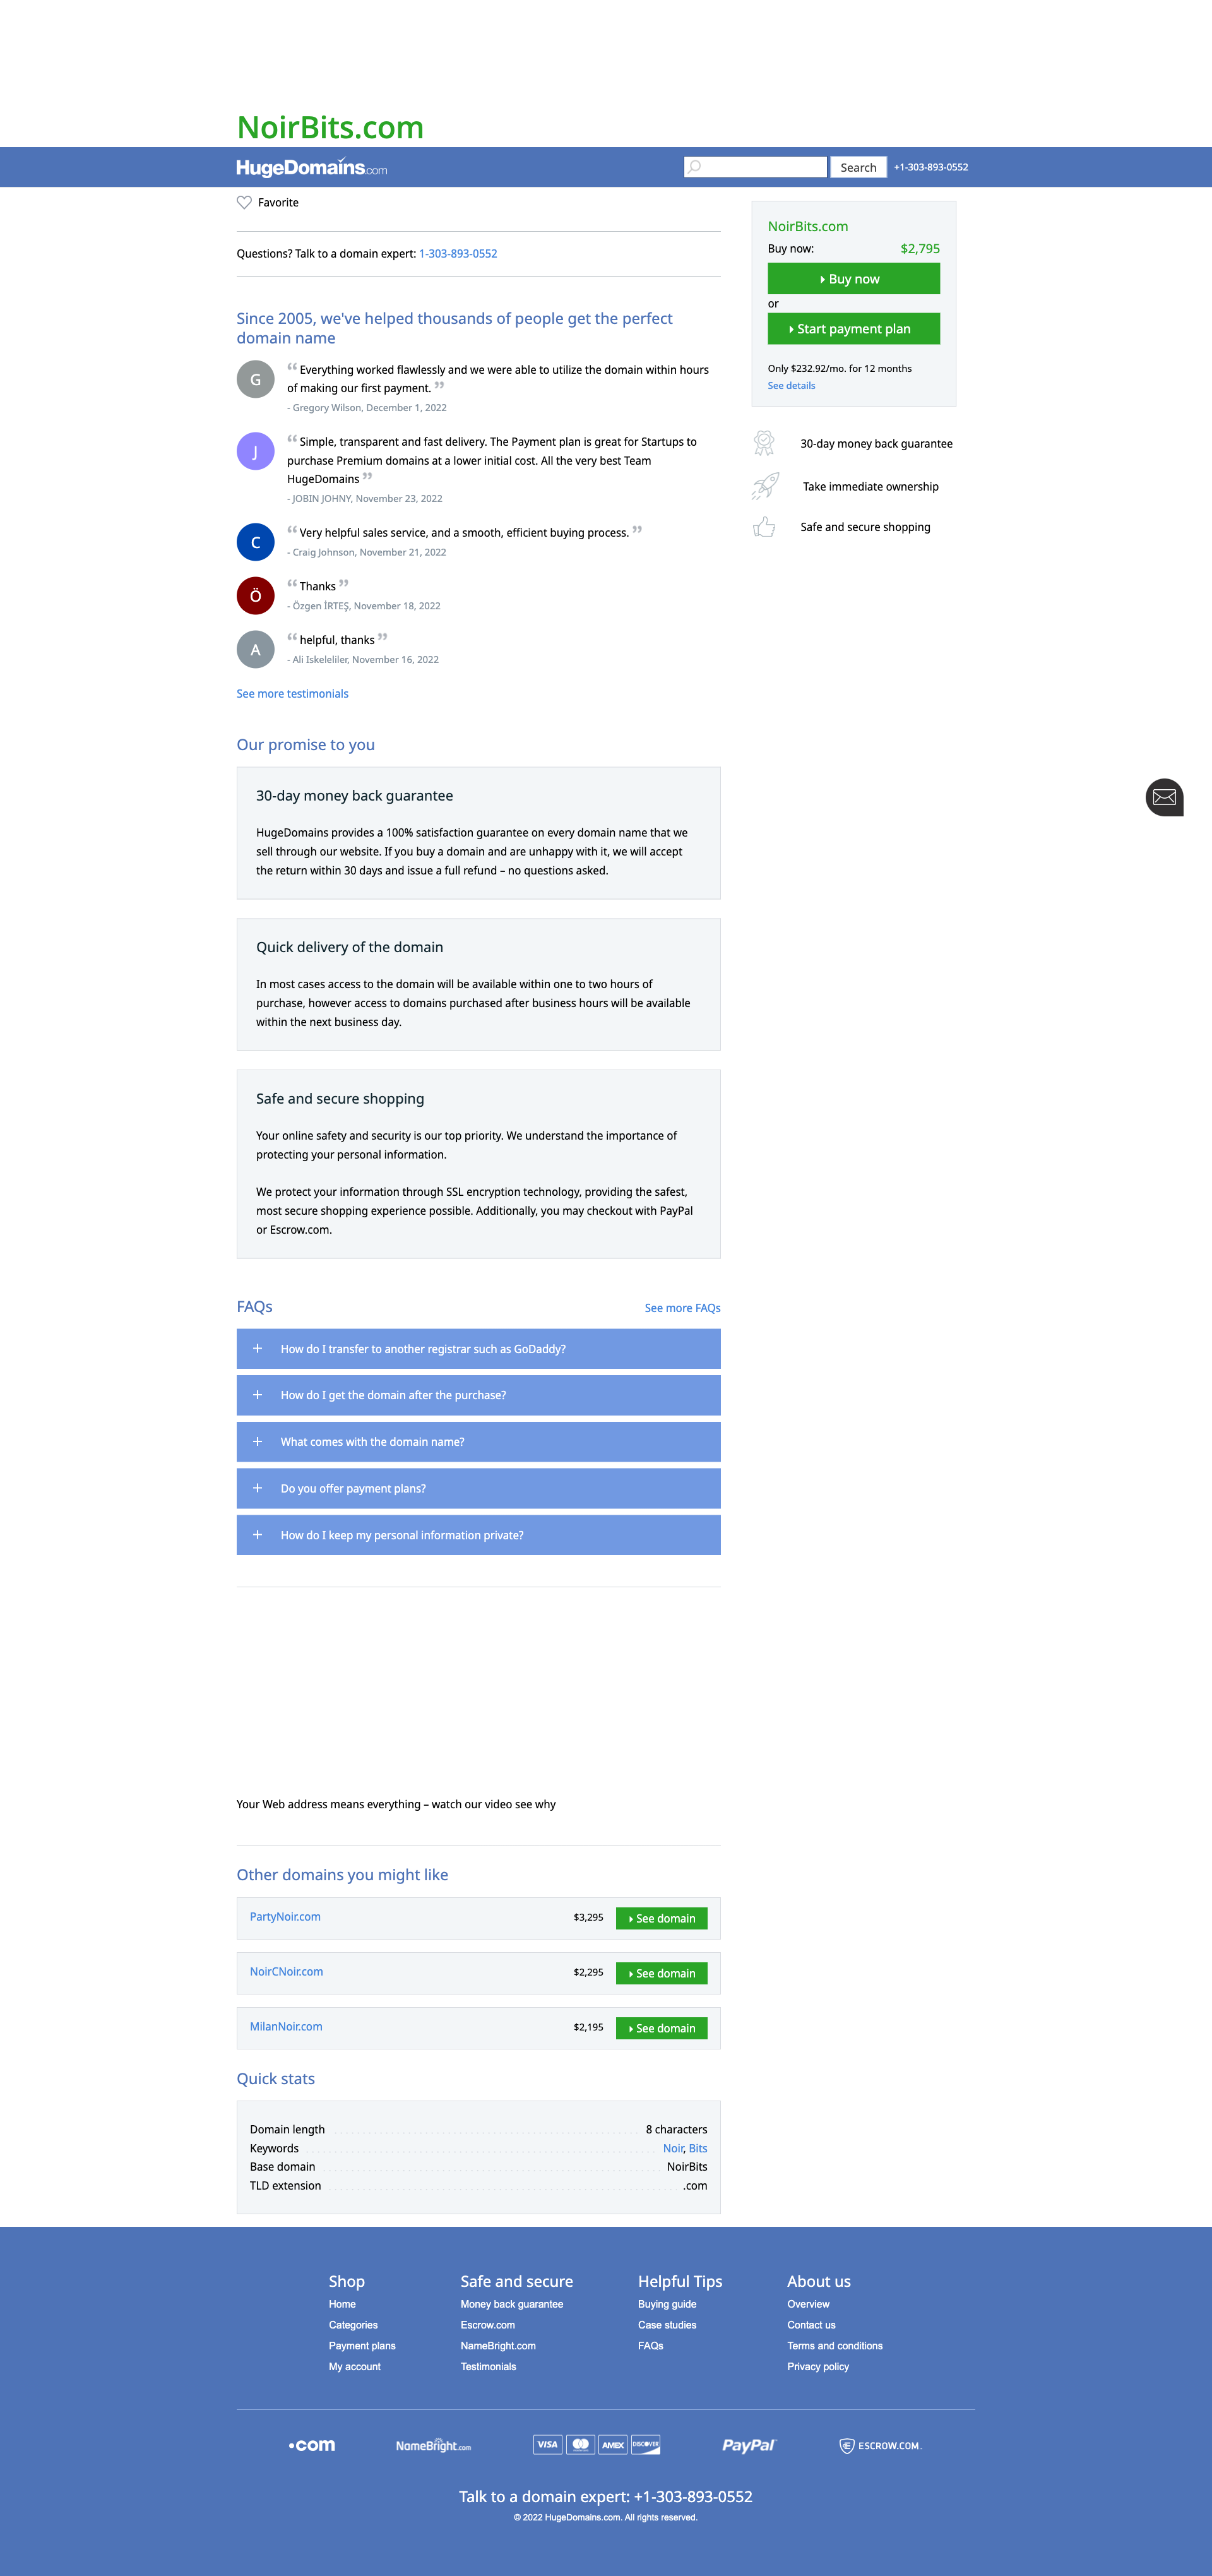 NoirBits.com
HugeDomains.com
Search
+1-303-893-0552
Favorite
Questions? Talk to a domain expert: 1-303-893-0552
Since 2005, we've helped thousands of people get the perfect
domain name
G
“ Everything worked flawlessly and we were able to utilize the domain within hours
of making our first payment. ”
- Gregory Wilson, December 1, 2022
J
“ Simple, transparent and fast delivery. The Payment plan is great for Startups to
purchase Premium domains at a lower initial cost. All the very best Team
HugeDomains ”
- JOBIN JOHNY, November 23, 2022
C
“ Very helpful sales service, and a smooth, efficient buying process. ”
- Craig Johnson, November 21, 2022
Ö
“ Thanks ”
- Özgen İRTEŞ, November 18, 2022
A
“ helpful, thanks ”
- Ali Iskeleliler, November 16, 2022
See more testimonials
NoirBits.com
Buy now: $2,795
Buy now
or
Start payment plan
Only $232.92/mo. for 12 months
See details
30-day money back guarantee
Take immediate ownership
Safe and secure shopping
Our promise to you
30-day money back guarantee
HugeDomains provides a 100% satisfaction guarantee on every domain name that we
sell through our website. If you buy a domain and are unhappy with it, we will accept
the return within 30 days and issue a full refund – no questions asked.
Quick delivery of the domain
In most cases access to the domain will be available within one to two hours of
purchase, however access to domains purchased after business hours will be available
within the next business day.
Safe and secure shopping
Your online safety and security is our top priority. We understand the importance of
protecting your personal information.
We protect your information through SSL encryption technology, providing the safest,
most secure shopping experience possible. Additionally, you may checkout with PayPal
or Escrow.com.
FAQs
See more FAQs
+ How do I transfer to another registrar such as GoDaddy?
+ How do I get the domain after the purchase?
+ What comes with the domain name?
+ Do you offer payment plans?
+ How do I keep my personal information private?
Your Web address means everything – watch our video see why
Other domains you might like
PartyNoir.com $3,295 See domain
NoirCNoir.com $2,295 See domain
MilanNoir.com $2,195 See domain
Quick stats
Domain length 8 characters
Keywords Noir, Bits
Base domain NoirBits
TLD extension .com
Shop
Home
Categories
Payment plans
My account
Safe and secure
Money back guarantee
Escrow.com
NameBright.com
Testimonials
Helpful Tips
Buying guide
Case studies
FAQs
About us
Overview
Contact us
Terms and conditions
Privacy policy
.com
NameBright.com
VISA
AMEX
DISCOVER
PayPal
ESCROW.COM
Talk to a domain expert: +1-303-893-0552
© 2022 HugeDomains.com. All rights reserved.